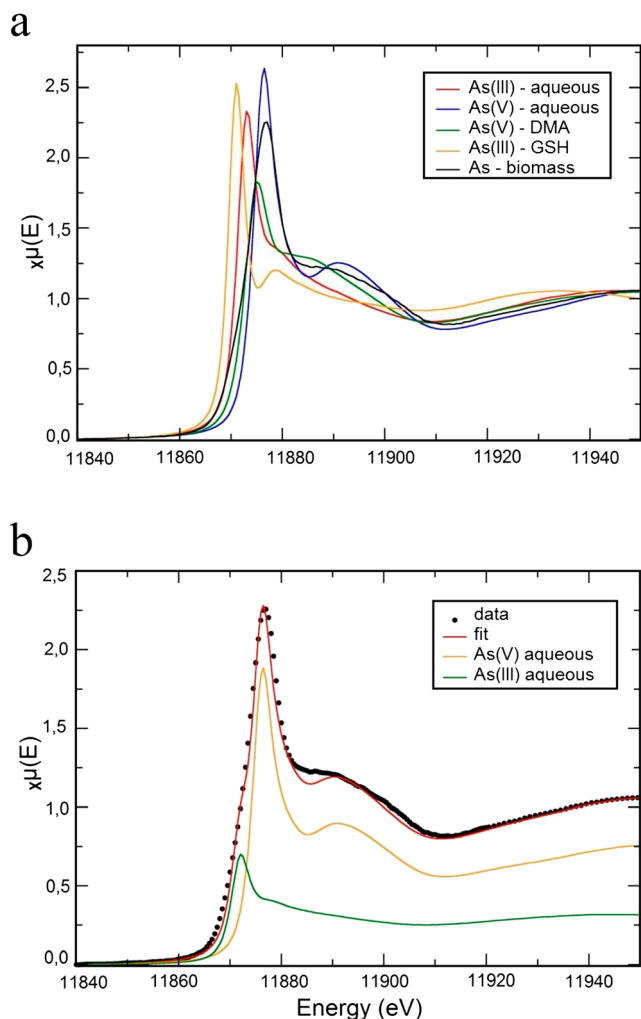 a
2,5
2,0
1,5
1,0
0,5
0,0
χμ(E)
As(III) - aqueous
As(V) - aqueous
As(V) - DMA
As(III) - GSH
As - biomass
11840 11860 11880 11900 11920 11940
b
2,5
2,0
1,5
1,0
0,5
0,0
χμ(E)
data
fit
As(V) aqueous
As(III) aqueous
11840 11860 11880 11900 11920 11940
Energy (eV)